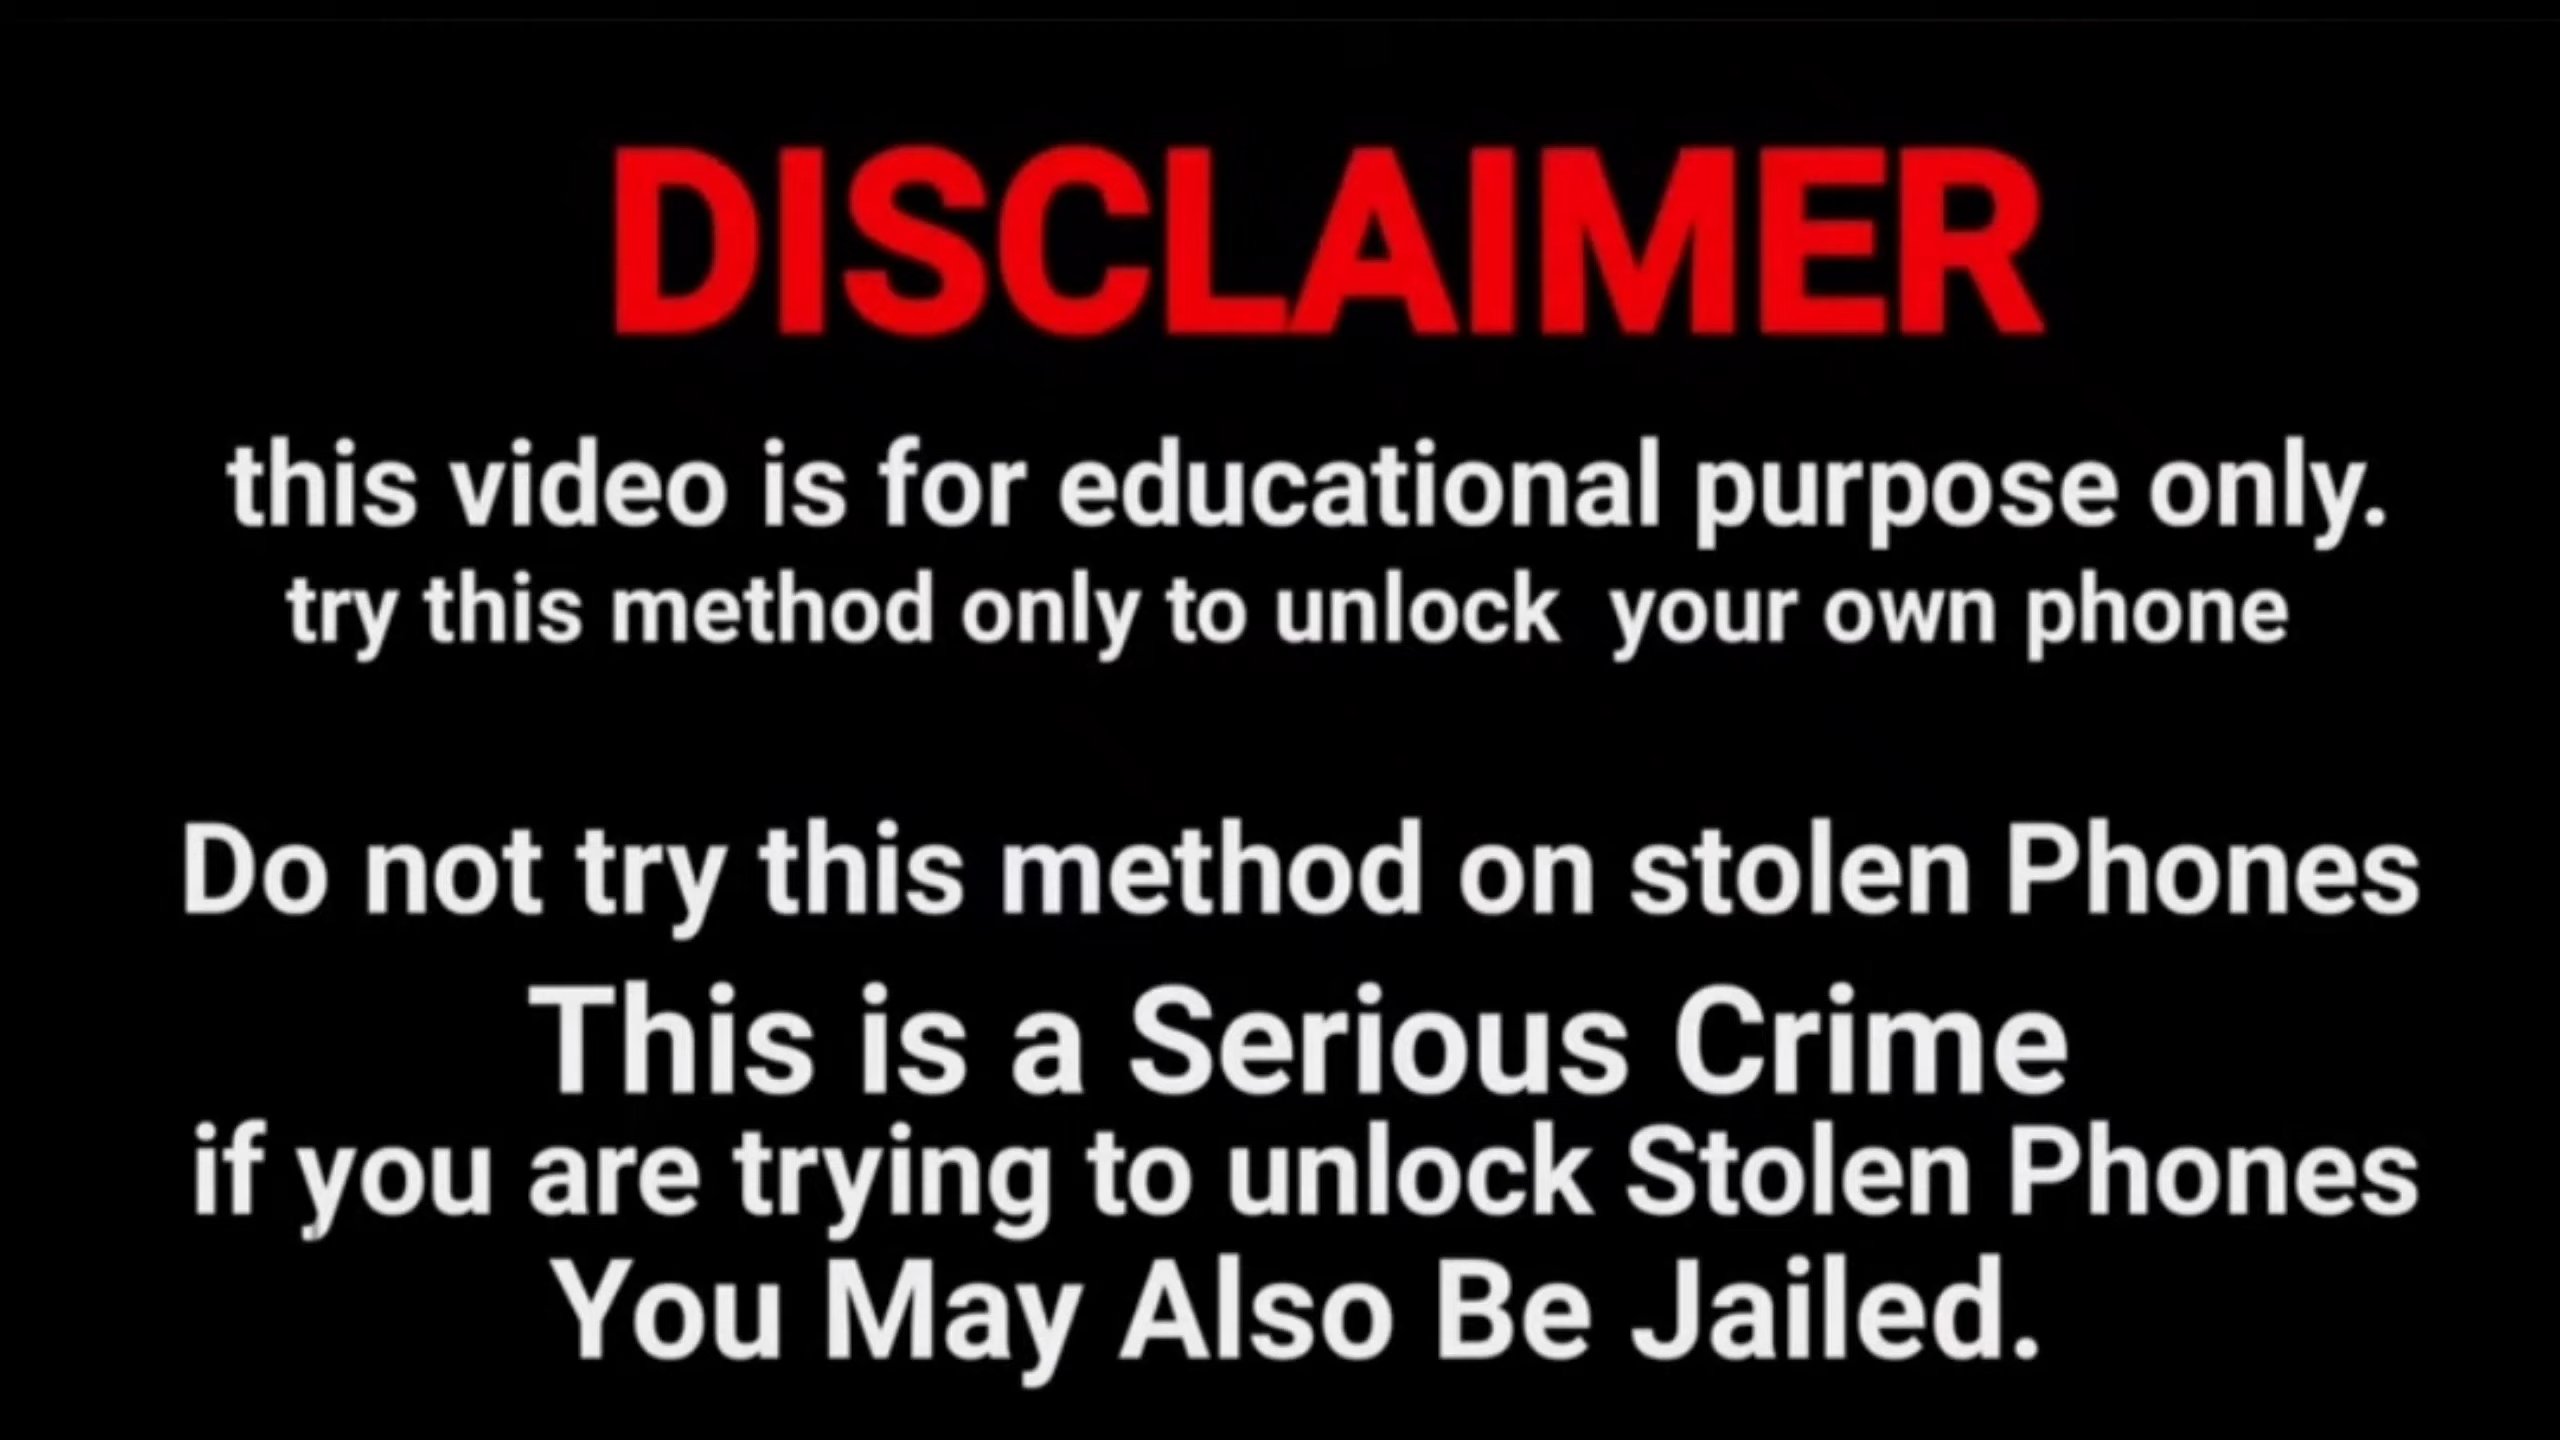 DISCLAIMER
this video is for educational purpose only.
try this method only to unlock  your own phone
Do not try this method on stolen Phones
This is a Serious Crime
if you are trying to unlock Stolen Phones
You May Also Be Jailed.